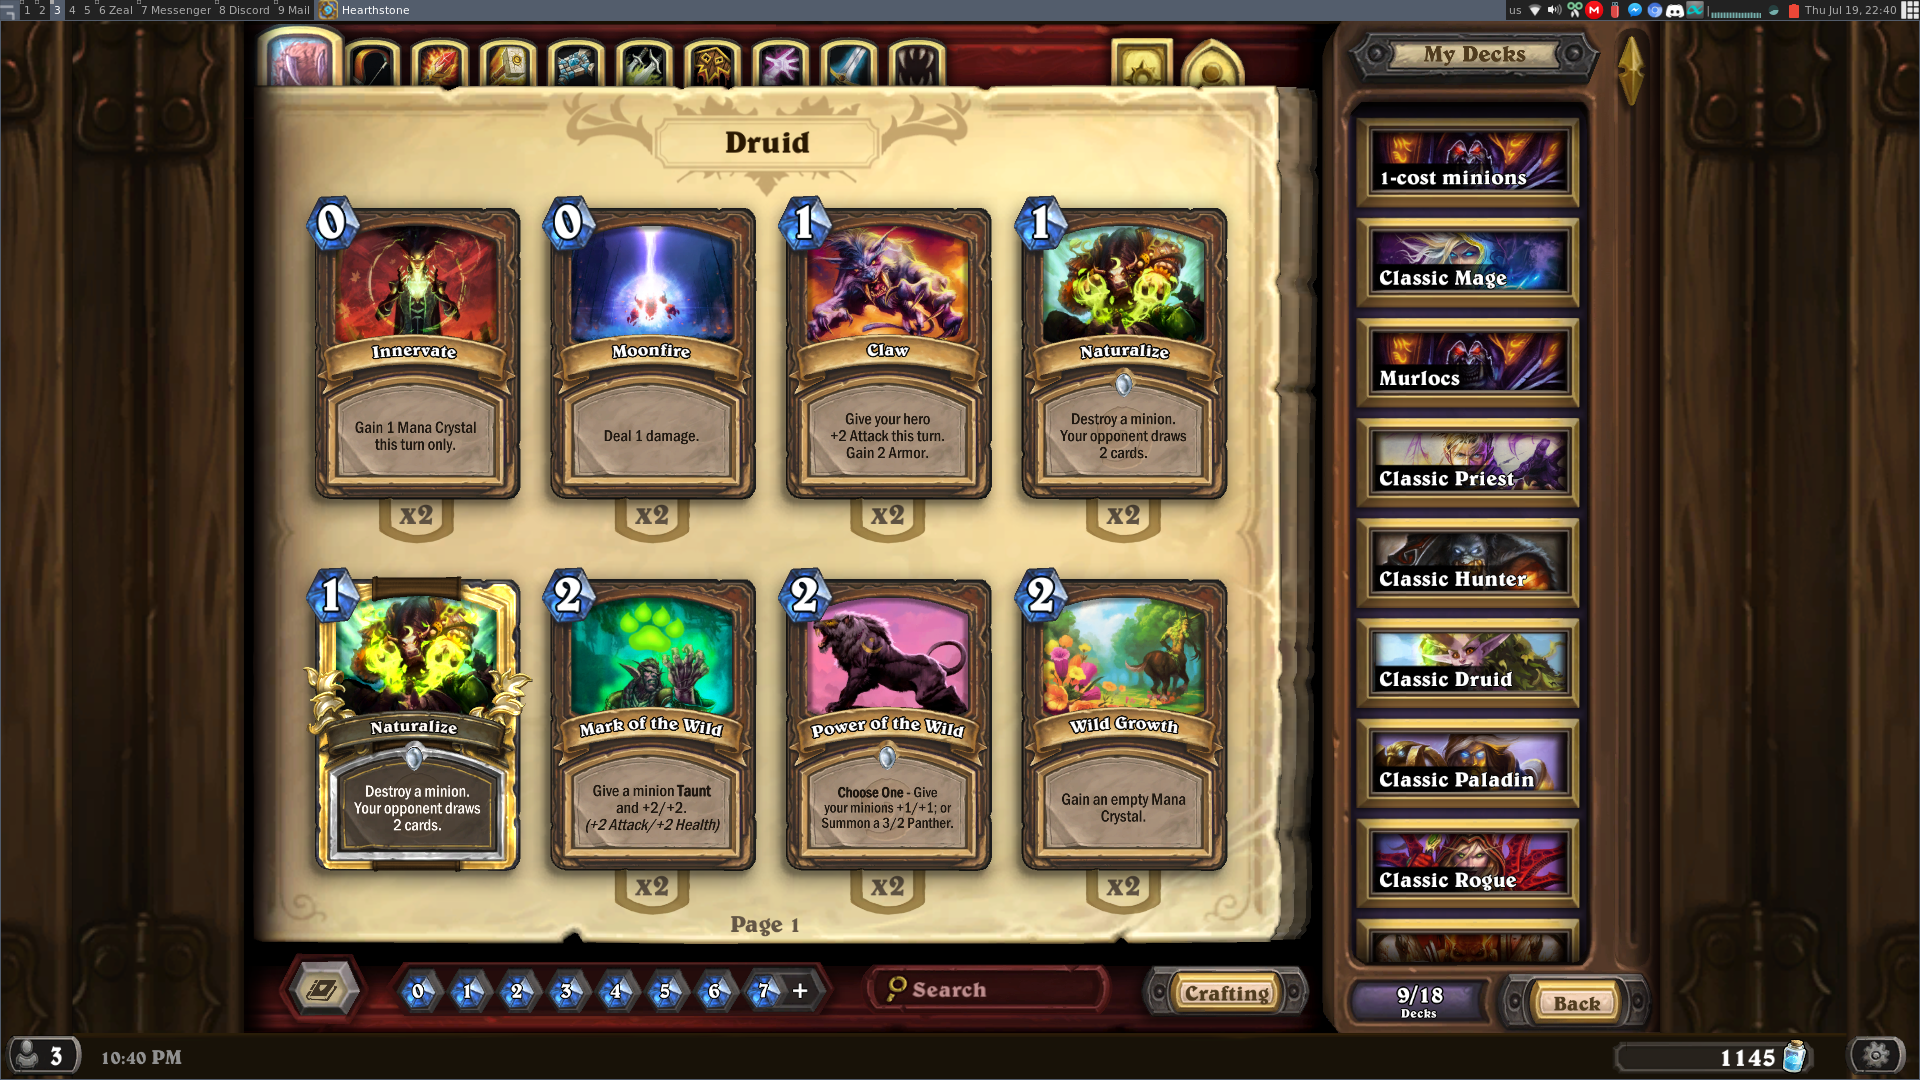 1 2 3 4 5 6 Zeal 7 Messenger 8 Discord 9 Mail Hearthstone us Thu Jul 19, 22:40
My Decks
Druid
0 0 1 1
Innervate Moonfire Claw Naturalize
Gain 1 Mana Crystal
this turn only.
Deal 1 damage.
Give your hero
+2 Attack this turn.
Gain 2 Armor.
Destroy a minion.
Your opponent draws
2 cards.
x2 x2 x2 x2
1 2 2 2
Naturalize Mark of the Wild Power of the Wild Wild Growth
Destroy a minion.
Your opponent draws
2 cards.
Give a minion Taunt
and +2/+2.
(+2 Attack/+2 Health)
Choose One - Give
your minions +1/+1; or
Summon a 3/2 Panther.
Gain an empty Mana
Crystal.
x2 x2 x2
Page 1
1-cost minions
Classic Mage
Murlocs
Classic Priest
Classic Hunter
Classic Druid
Classic Paladin
Classic Rogue
0 1 2 3 4 5 6 7 +
Search
Crafting
9/18
Decks
Back
3 10:40 PM 1145